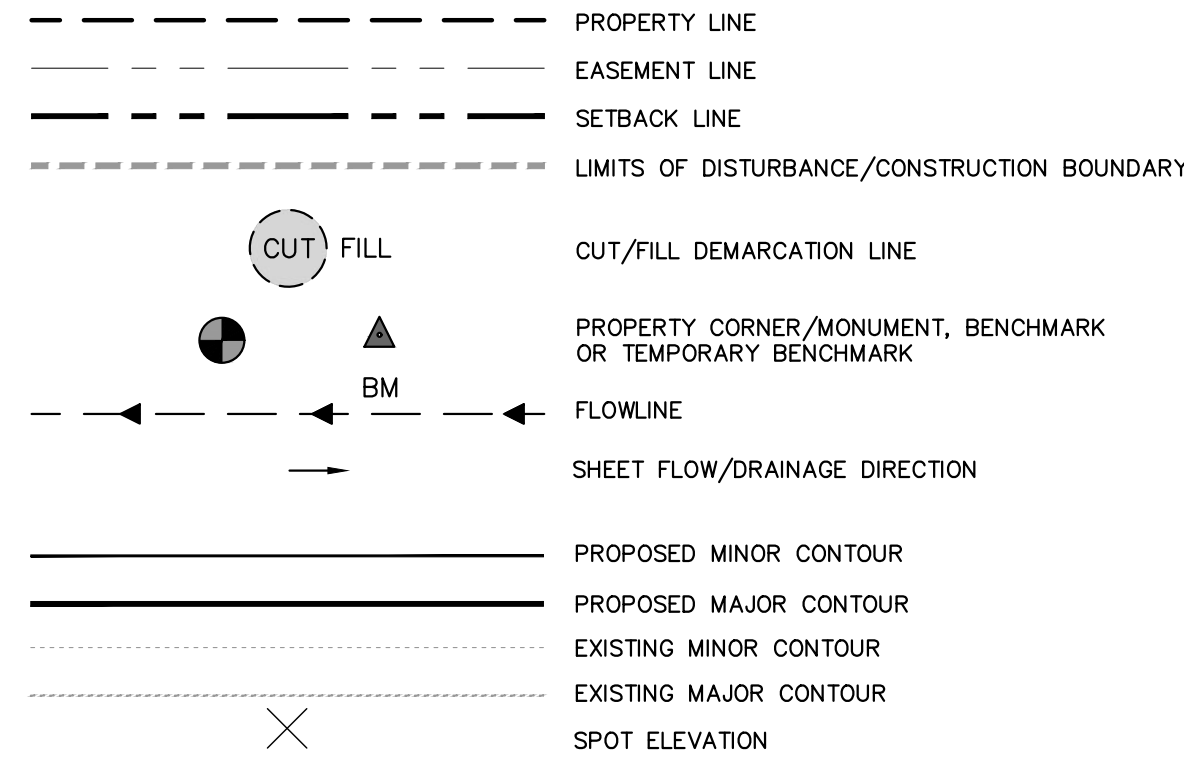 PROPERTY LINE
EASEMENT LINE
SETBACK LINE
LIMITS OF DISTURBANCE/CONSTRUCTION BOUNDARY
CUT FILL CUT/FILL DEMARCATION LINE
PROPERTY CORNER/MONUMENT, BENCHMARK
OR TEMPORARY BENCHMARK
BM
FLOWLINE
SHEET FLOW/DRAINAGE DIRECTION
PROPOSED MINOR CONTOUR
PROPOSED MAJOR CONTOUR
EXISTING MINOR CONTOUR
EXISTING MAJOR CONTOUR
SPOT ELEVATION